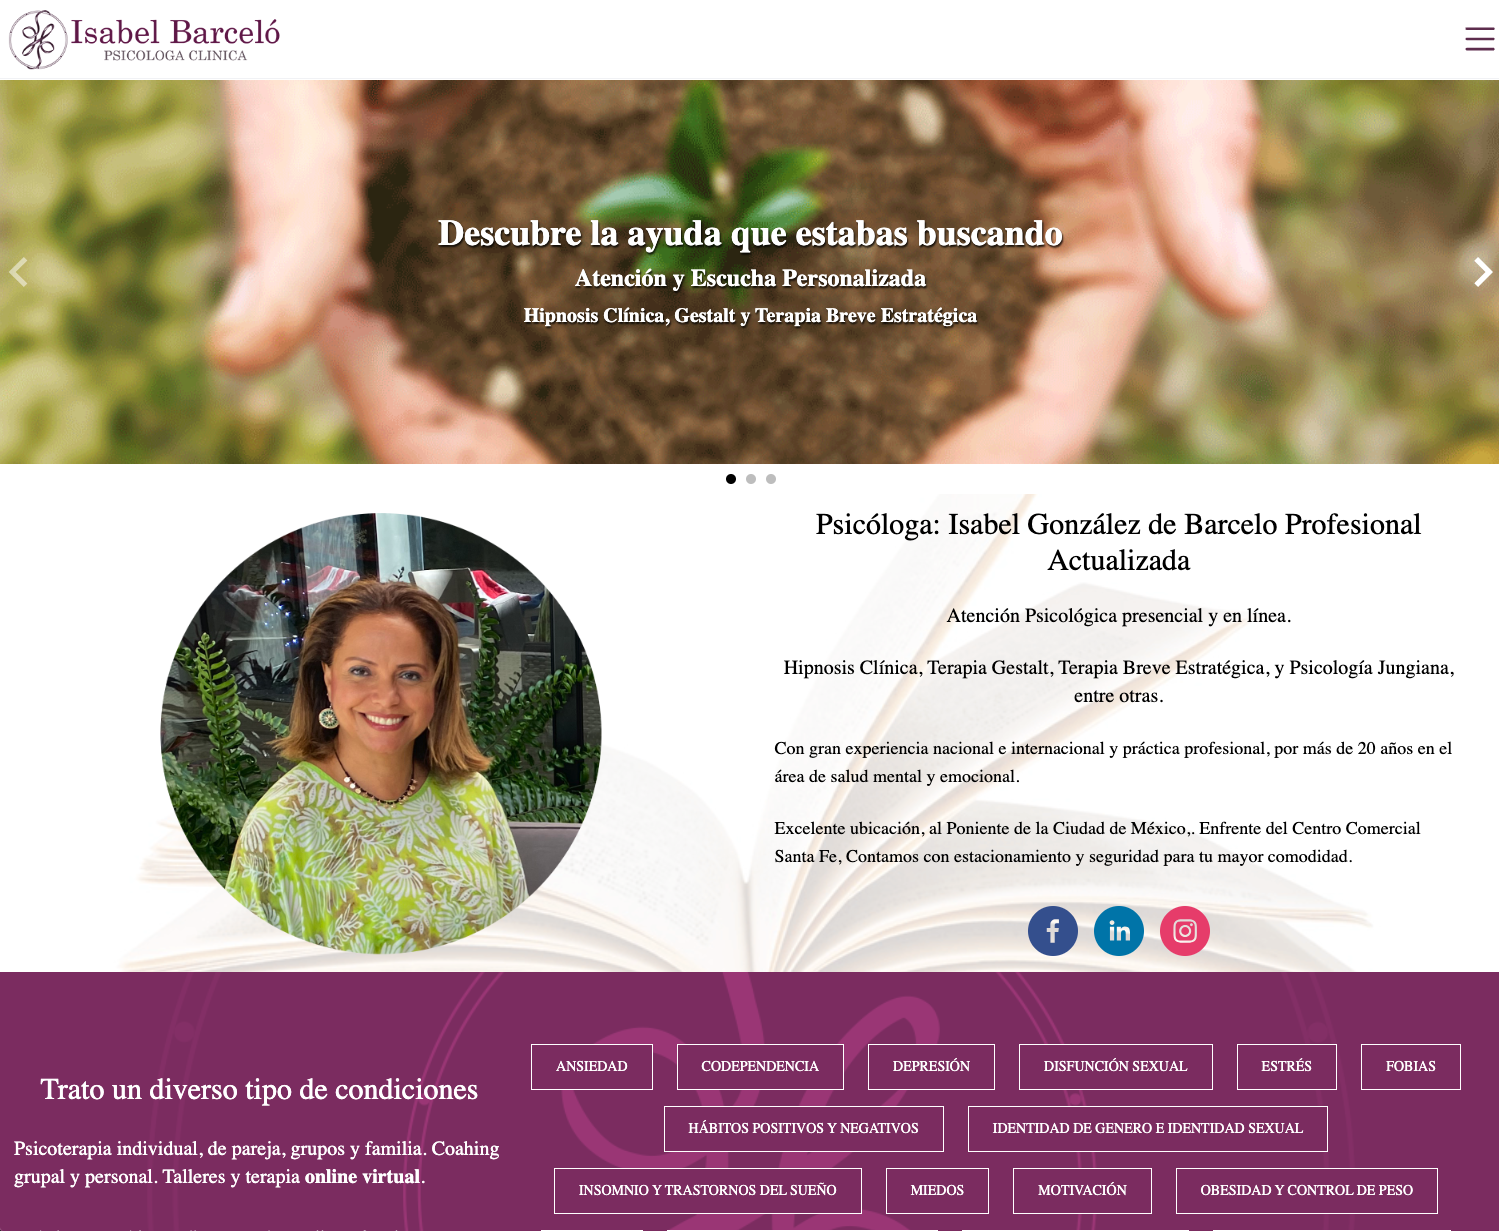 Isabel Barceló
PSICOLOGA CLINICA
Descubre la ayuda que estabas buscando
Atención y Escucha Personalizada
Hipnosis Clínica, Gestalt y Terapia Breve Estratégica
Psicóloga: Isabel González de Barcelo Profesional
Actualizada
Atención Psicológica presencial y en línea.
Hipnosis Clínica, Terapia Gestalt, Terapia Breve Estratégica, y Psicología Jungiana,
entre otras.
Con gran experiencia nacional e internacional y práctica profesional, por más de 20 años en el
área de salud mental y emocional.
Excelente ubicación, al Poniente de la Ciudad de México,. Enfrente del Centro Comercial
Santa Fe, Contamos con estacionamiento y seguridad para tu mayor comodidad.
Trato un diverso tipo de condiciones
Psicoterapia individual, de pareja, grupos y familia. Coahing
grupal y personal. Talleres y terapia online virtual.
ANSIEDAD CODEPENDENCIA DEPRESIÓN DISFUNCIÓN SEXUAL ESTRÉS FOBIAS
HÁBITOS POSITIVOS Y NEGATIVOS IDENTIDAD DE GENERO E IDENTIDAD SEXUAL
INSOMNIO Y TRASTORNOS DEL SUEÑO MIEDOS MOTIVACIÓN OBESIDAD Y CONTROL DE PESO